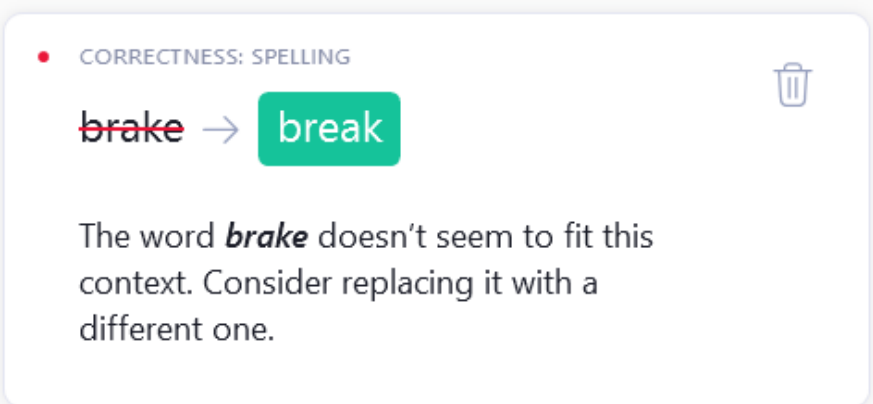 CORRECTNESS: SPELLING
brake → break
The word brake doesn't seem to fit this
context. Consider replacing it with a
different one.